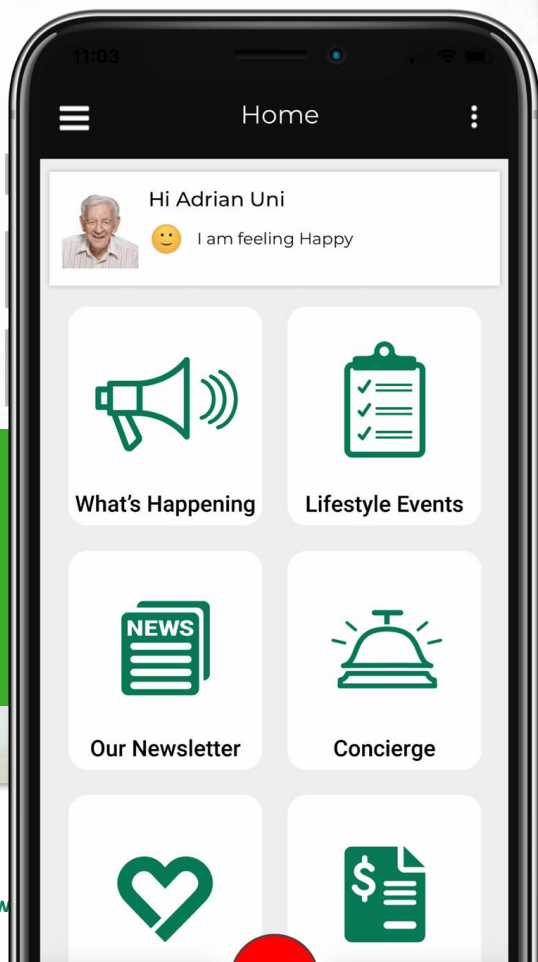 11:03
Home
Hi Adrian Uni
I am feeling Happy
What's Happening
Lifestyle Events
NEWS
Our Newsletter
Concierge
$